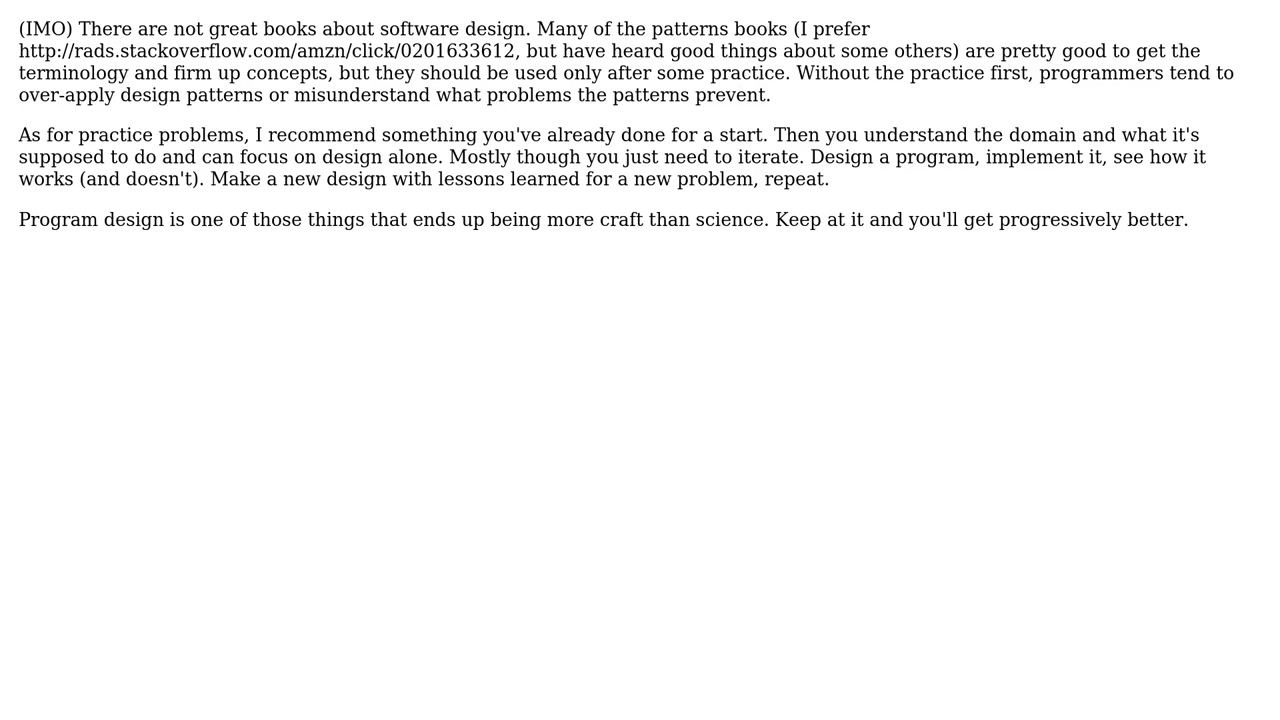 (IMO) There are not great books about software design. Many of the patterns books (I prefer
http://rads.stackoverflow.com/amzn/click/0201633612, but have heard good things about some others) are pretty good to get the
terminology and firm up concepts, but they should be used only after some practice. Without the practice first, programmers tend to
over-apply design patterns or misunderstand what problems the patterns prevent.
As for practice problems, I recommend something you've already done for a start. Then you understand the domain and what it's
supposed to do and can focus on design alone. Mostly though you just need to iterate. Design a program, implement it, see how it
works (and doesn't). Make a new design with lessons learned for a new problem, repeat.
Program design is one of those things that ends up being more craft than science. Keep at it and you'll get progressively better.